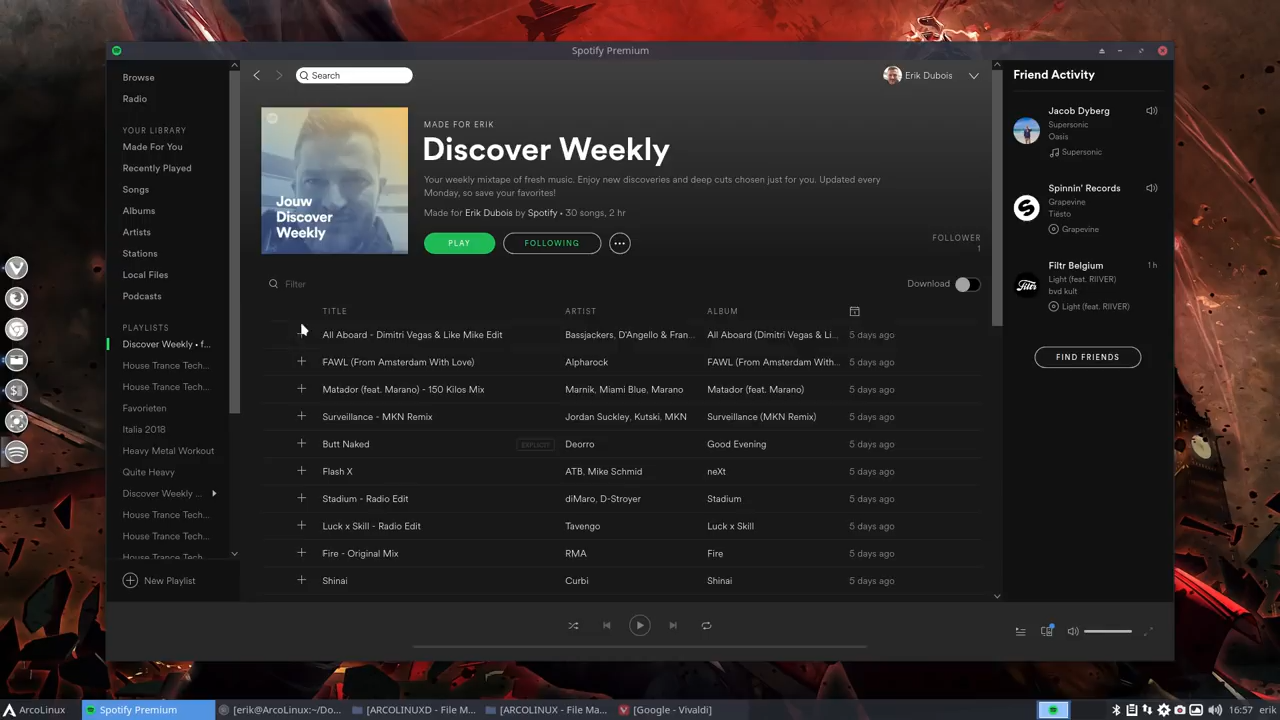 Spotify Premium
Browse
Radio
YOUR LIBRARY
Made For You
Recently Played
Songs
Albums
Artists
Stations
Local Files
Podcasts
PLAYLISTS
Discover Weekly • f...
House Trance Tech...
House Trance Tech...
Favorieten
Italia 2018
Heavy Metal Workout
Quite Heavy
Discover Weekly ...
House Trance Tech...
House Trance Tech...
House Trance Tech...
New Playlist
Search
Erik Dubois
Jouw
Discover
Weekly
MADE FOR ERIK
Discover Weekly
Your weekly mixtape of fresh music. Enjoy new discoveries and deep cuts chosen just for you. Updated every
Monday, so save your favorites!
Made for Erik Dubois by Spotify • 30 songs, 2 hr
PLAY
FOLLOWING
FOLLOWER
1
Filter
Download
TITLE ARTIST ALBUM
All Aboard - Dimitri Vegas & Like Mike Edit Bassjackers, D'Angello & Fran... All Aboard (Dimitri Vegas & Li... 5 days ago
FAWL (From Amsterdam With Love) Alpharock FAWL (From Amsterdam With... 5 days ago
Matador (feat. Marano) - 150 Kilos Mix Marnik, Miami Blue, Marano Matador (feat. Marano) 5 days ago
Surveillance - MKN Remix Jordan Suckley, Kutski, MKN Surveillance (MKN Remix) 5 days ago
Butt Naked EXPLICIT Deorro Good Evening 5 days ago
Flash X ATB, Mike Schmid neXt 5 days ago
Stadium - Radio Edit diMaro, D-Stroyer Stadium 5 days ago
Luck x Skill - Radio Edit Tavengo Luck x Skill 5 days ago
Fire - Original Mix RMA Fire 5 days ago
Shinai Curbi Shinai 5 days ago
Friend Activity
Jacob Dyberg
Supersonic
Oasis
Supersonic
Spinnin' Records
Grapevine
Tiësto
Grapevine
Filtr Belgium 1 h
Light (feat. RIIVER)
bvd kult
Light (feat. RIIVER)
FIND FRIENDS
ArcoLinux
Spotify Premium
[erik@ArcoLinux:~/Do...
[ARCOLINUXD - File M...
[ARCOLINUX - File Ma...
[Google - Vivaldi]
16:57 erik